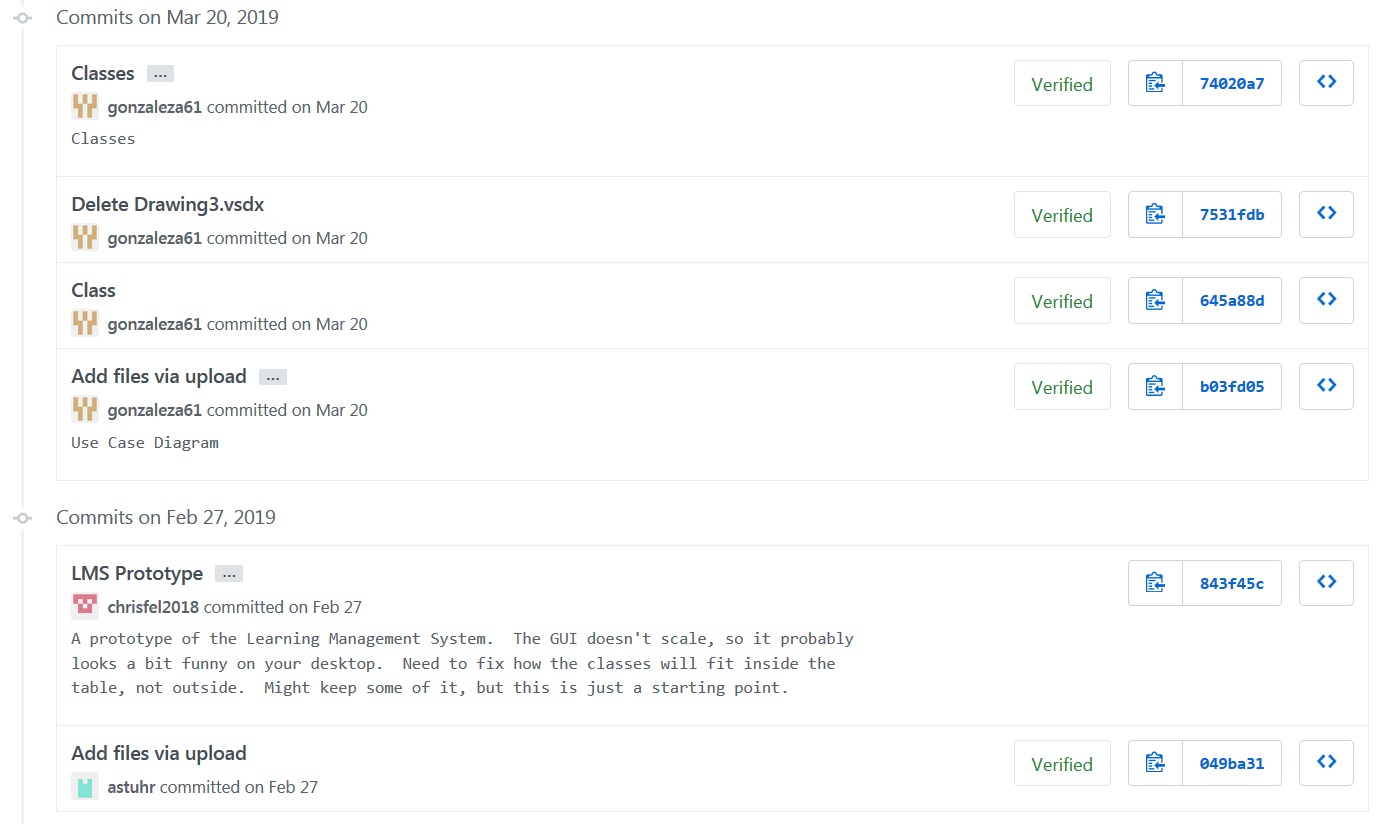 Commits on Mar 20, 2019
Classes ...
Verified
74020a7
gonzaleza61 committed on Mar 20
Classes
Delete Drawing3.vsdx
Verified
7531fdb
gonzaleza61 committed on Mar 20
Class
Verified
645a88d
gonzaleza61 committed on Mar 20
Add files via upload ...
Verified
b03fd05
gonzaleza61 committed on Mar 20
Use Case Diagram
Commits on Feb 27, 2019
LMS Prototype ...
843f45c
chrisfel2018 committed on Feb 27
A prototype of the Learning Management System.  The GUI doesn't scale, so it probably
looks a bit funny on your desktop.  Need to fix how the classes will fit inside the
table, not outside.  Might keep some of it, but this is just a starting point.
Add files via upload
Verified
049ba31
astuhr committed on Feb 27